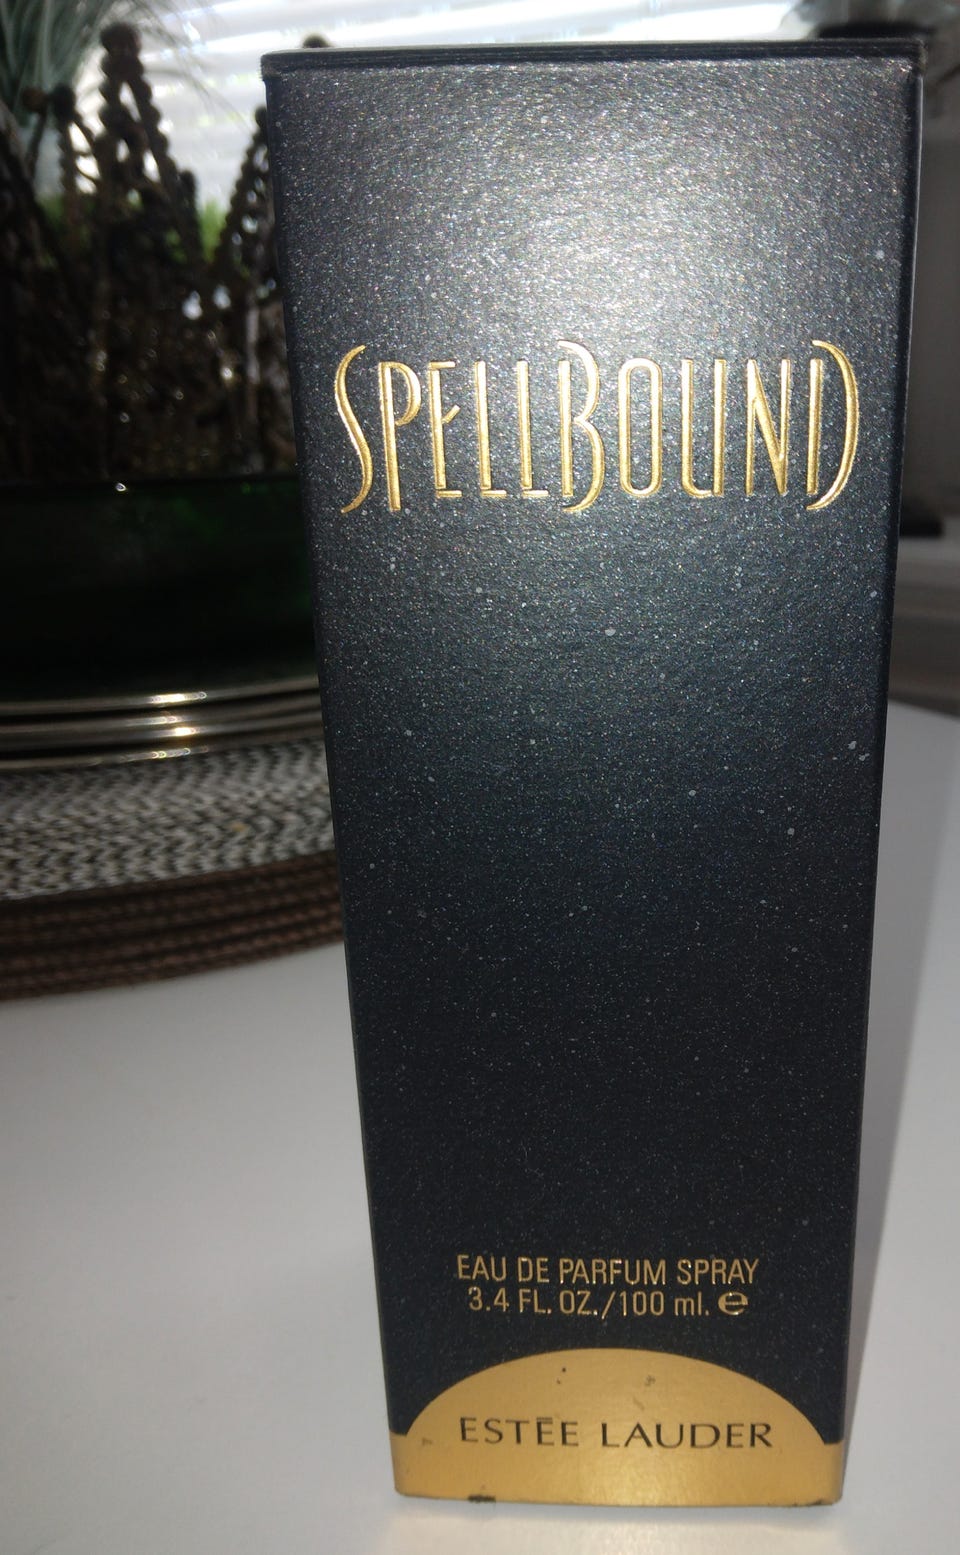 SPELLBOUND
EAU DE PARFUM SPRAY
3.4 FL. OZ./100 ml. ℮
ESTĒE LAUDER